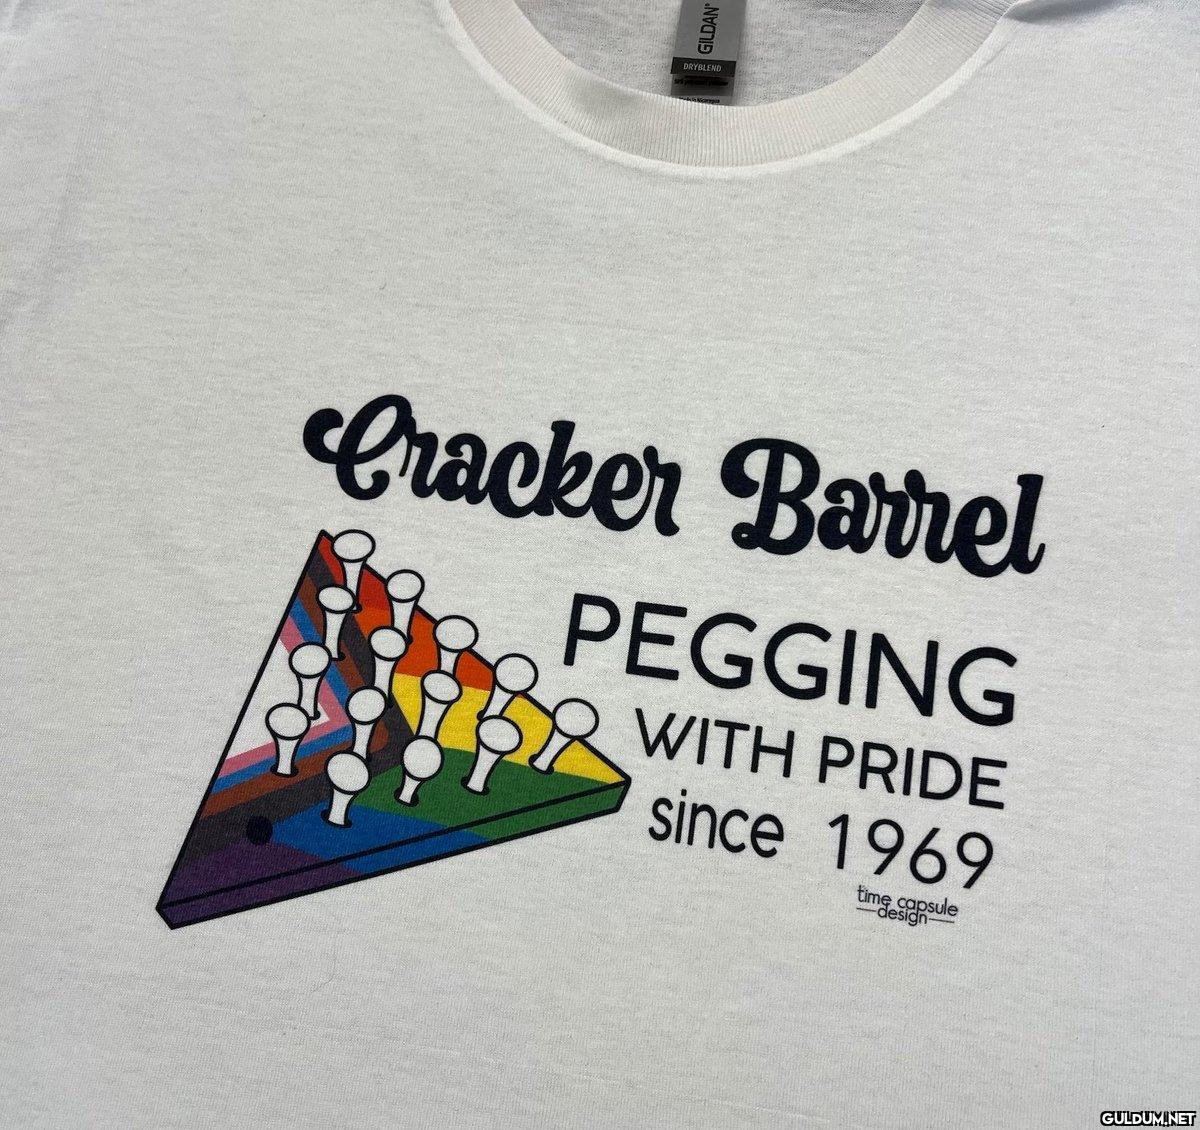 GILDAN
DRYBLEND
Cracker Barrel
PEGGING
WITH PRIDE
since 1969
time capsule
design
GULDUM.NET